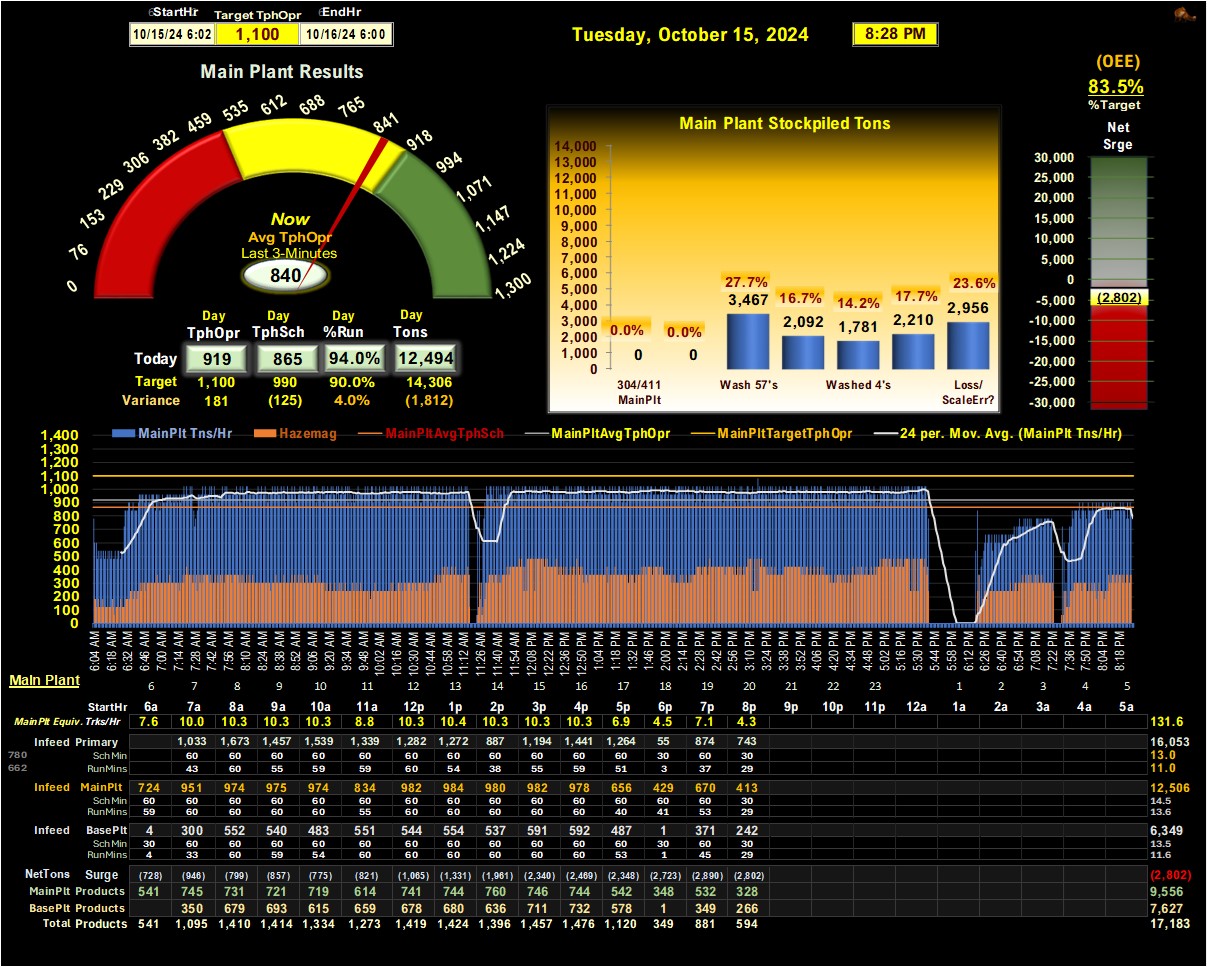 StartHr Target TphOpr EndHr
10/15/24 6:02 1,100 10/16/24 6:00
Tuesday, October 15, 2024 8:28 PM
(OEE)
83.5%
%Target
Net
Srge
Main Plant Results
0 76 153 229 306 382 459 535 612 688 765 841 918 994 1,071 1,147 1,224 1,300
Now
Avg TphOpr
Last 3-Minutes
840
Day Day Day Day
TphOpr TphSch %Run Tons
Today 919 865 94.0% 12,494
Target 1,100 990 90.0% 14,306
Variance 181 (125) 4.0% (1,812)
Main Plant Stockpiled Tons
14,000
13,000
12,000
11,000
10,000
9,000
8,000
7,000
6,000
5,000
4,000
3,000
2,000
1,000
0
0.0% 0.0% 27.7% 16.7% 14.2% 17.7% 23.6%
0 0 3,467 2,092 1,781 2,210 2,956
304/411 Wash 57's Washed 4's Loss/
MainPlt ScaleErr?
30,000
25,000
20,000
15,000
10,000
5,000
0
(2,802)
-5,000
-10,000
-15,000
-20,000
-25,000
-30,000
MainPlt Tns/Hr Hazemag MainPltAvgTphSch MainPltAvgTphOpr MainPltTargetTphOpr 24 per. Mov. Avg. (MainPlt Tns/Hr)
1,400
1,300
1,200
1,100
1,000
900
800
700
600
500
400
300
200
100
0
6:04 AM 6:18 AM 6:32 AM 6:46 AM 7:00 AM 7:14 AM 7:28 AM 7:42 AM 7:56 AM 8:10 AM 8:24 AM 8:38 AM 8:52 AM 9:06 AM 9:20 AM 9:34 AM 9:48 AM 10:02 AM 10:16 AM 10:30 AM 10:44 AM 10:58 AM 11:12 AM 11:26 AM 11:40 AM 11:54 AM 12:08 PM 12:22 PM 12:36 PM 12:50 PM 1:04 PM 1:18 PM 1:32 PM 1:46 PM 2:00 PM 2:14 PM 2:28 PM 2:42 PM 2:56 PM 3:10 PM 3:24 PM 3:38 PM 3:52 PM 4:06 PM 4:20 PM 4:34 PM 4:48 PM 5:02 PM 5:16 PM 5:30 PM 5:44 PM 5:58 PM 6:12 PM 6:26 PM 6:40 PM 6:54 PM 7:08 PM 7:22 PM 7:36 PM 7:50 PM 8:04 PM 8:18 PM
Main Plant 6 7 8 9 10 11 12 13 14 15 16 17 18 19 20 21 22 23 1 2 3 4 5
StartHr 6a 7a 8a 9a 10a 11a 12p 1p 2p 3p 4p 5p 6p 7p 8p 9p 10p 11p 12a 1a 2a 3a 4a 5a
MainPlt Equiv. Trks/Hr 7.6 10.0 10.3 10.3 10.3 8.8 10.3 10.4 10.3 10.3 10.3 6.9 4.5 7.1 4.3 131.6
Infeed Primary 1,033 1,673 1,457 1,539 1,339 1,282 1,272 887 1,194 1,441 1,264 55 874 743 16,053
780 SchMin 60 60 60 60 60 60 60 60 60 60 60 30 60 30 13.0
662 RunMins 43 60 55 59 59 60 54 38 55 59 51 3 37 29 11.0
Infeed MainPlt 724 951 974 975 974 834 982 984 980 982 978 656 429 670 413 12,506
SchMin 60 60 60 60 60 60 60 60 60 60 60 60 60 60 30 14.5
RunMins 59 60 60 60 60 55 60 60 60 60 60 40 41 53 29 13.6
Infeed BasePlt 4 300 552 540 483 551 544 554 537 591 592 487 1 371 242 6,349
SchMin 30 60 60 60 60 60 60 60 60 60 60 60 30 60 30 13.5
RunMins 4 33 60 59 54 60 60 60 60 60 60 53 1 45 29 11.6
NetTons Surge (728) (946) (799) (857) (775) (821) (1,065) (1,331) (1,961) (2,340) (2,469) (2,348) (2,723) (2,890) (2,802) (2,802)
MainPlt Products 541 745 731 721 719 614 741 744 760 746 744 542 348 532 328 9,556
BasePlt Products 350 679 693 615 659 678 680 636 711 732 578 1 349 266 7,627
Total Products 541 1,095 1,410 1,414 1,334 1,273 1,419 1,424 1,396 1,457 1,476 1,120 349 881 594 17,183